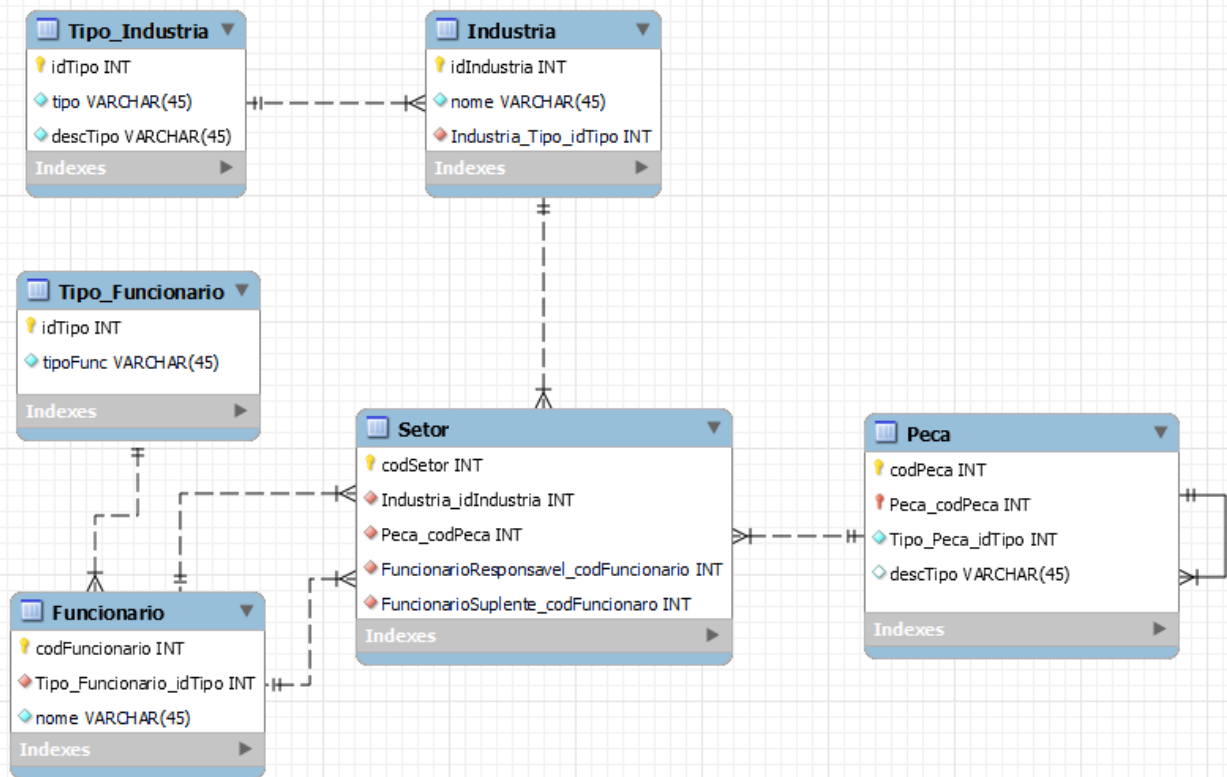 Tipo_Industria
idTipo INT
tipo VARCHAR(45)
descTipo VARCHAR(45)
Indexes
Industria
idIndustria INT
nome VARCHAR(45)
Industria_Tipo_idTipo INT
Indexes
Tipo_Funcionario
idTipo INT
tipoFunc VARCHAR(45)
Indexes
Setor
codSetor INT
Industria_idIndustria INT
Peca_codPeca INT
FuncionarioResponsavel_codFuncionario INT
FuncionarioSuplente_codFuncionaro INT
Indexes
Peca
codPeca INT
Peca_codPeca INT
Tipo_Peca_idTipo INT
descTipo VARCHAR(45)
Indexes
Funcionario
codFuncionario INT
Tipo_Funcionario_idTipo INT
nome VARCHAR(45)
Indexes